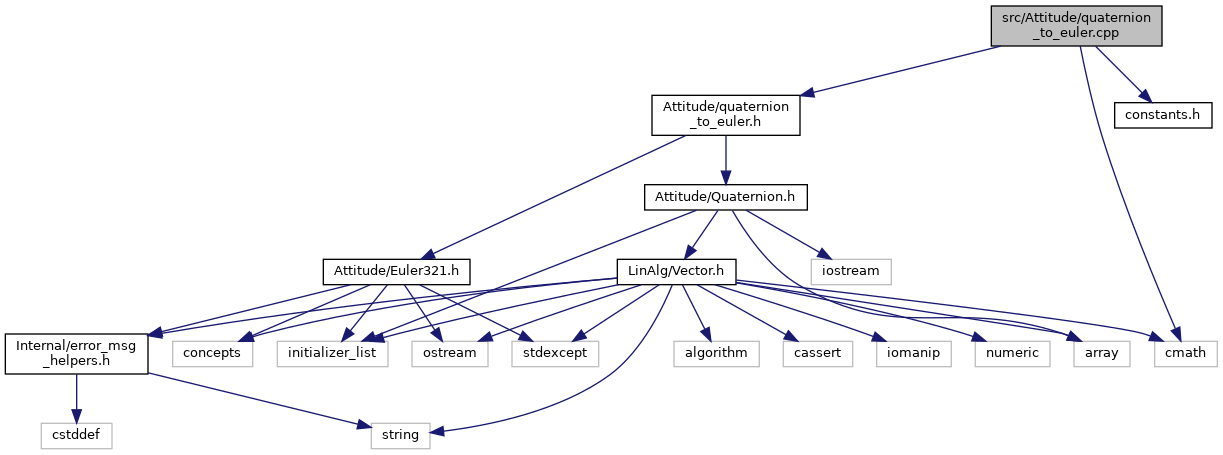 src/Attitude/quaternion
_to_euler.cpp
Attitude/quaternion
_to_euler.h
constants.h
Attitude/Quaternion.h
Attitude/Euler321.h
LinAlg/Vector.h
iostream
Internal/error_msg
_helpers.h
concepts
initializer_list
ostream
stdexcept
algorithm
cassert
iomanip
numeric
array
cmath
cstddef
string